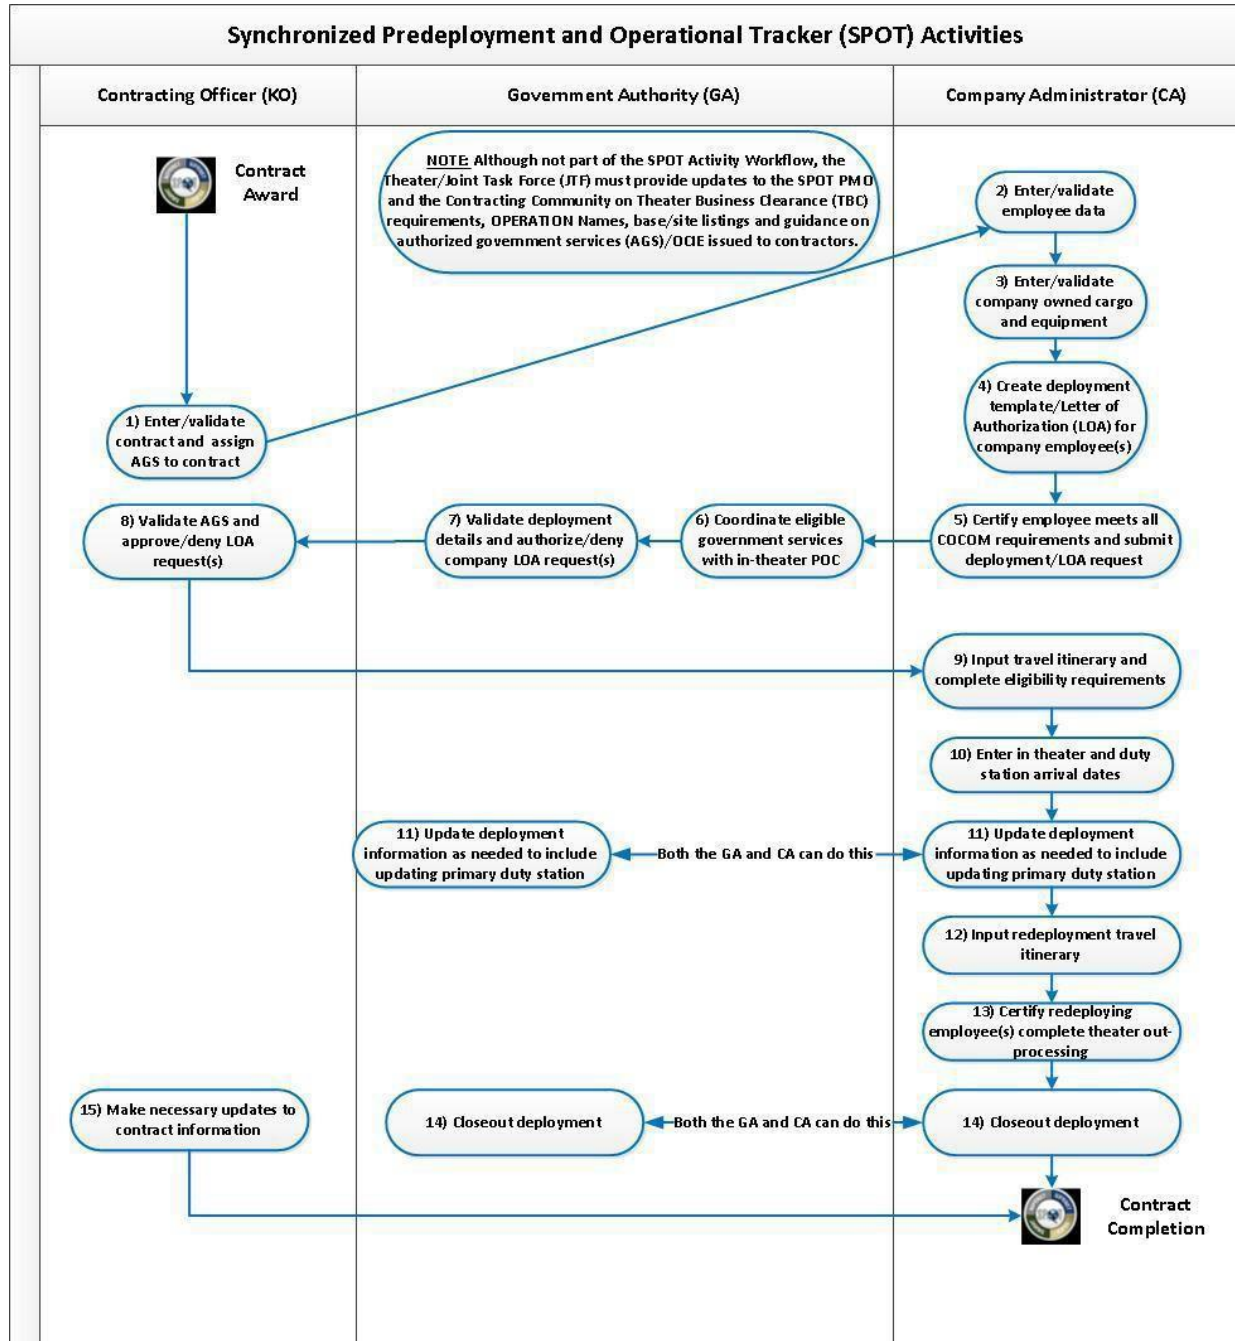 Synchronized Predeployment and Operational Tracker (SPOT) Activities
Contracting Officer (KO)
Government Authority (GA)
Company Administrator (CA)
Contract
Award
NOTE: Although not part of the SPOT Activity Workflow, the
Theater/Joint Task Force (JTF) must provide updates to the SPOT PMO
and the Contracting Community on Theater Business Clearance (TBC)
requirements, OPERATION Names, base/site listings and guidance on
authorized government services (AGS)/OCIE issued to contractors.
2) Enter/validate
employee data
3) Enter/validate
company owned cargo
and equipment
4) Create deployment
template/Letter of
Authorization (LOA) for
company employee(s)
1) Enter/validate
contract and assign
AGS to contract
8) Validate AGS and
approve/deny LOA
request(s)
7) Validate deployment
details and authorize/deny
company LOA request(s)
6) Coordinate eligible
government services
with in-theater POC
5) Certify employee meets all
COCOM requirements and submit
deployment/LOA request
9) Input travel itinerary and
complete eligibility requirements
10) Enter in theater and duty
station arrival dates
11) Update deployment
information as needed to include
updating primary duty station
Both the GA and CA can do this
11) Update deployment
information as needed to include
updating primary duty station
12) Input redeployment travel
itinerary
13) Certify redeploying
employee(s) complete theater out-
processing
15) Make necessary updates to
contract information
14) Closeout deployment
Both the GA and CA can do this
14) Closeout deployment
Contract
Completion